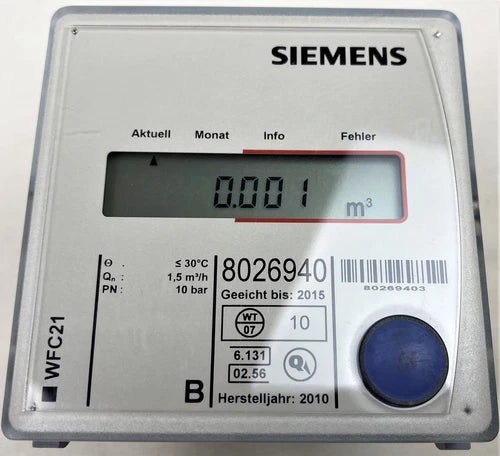 SIEMENS
Aktuell Monat Info Fehler
0.001 m³
Θ : ≤ 30°C
Qn : 1,5 m³/h
PN : 10 bar
8026940
80269403
Geeicht bis: 2015
WT 07
10
6.131
02.56
Q
WFC21
B
Herstelljahr: 2010